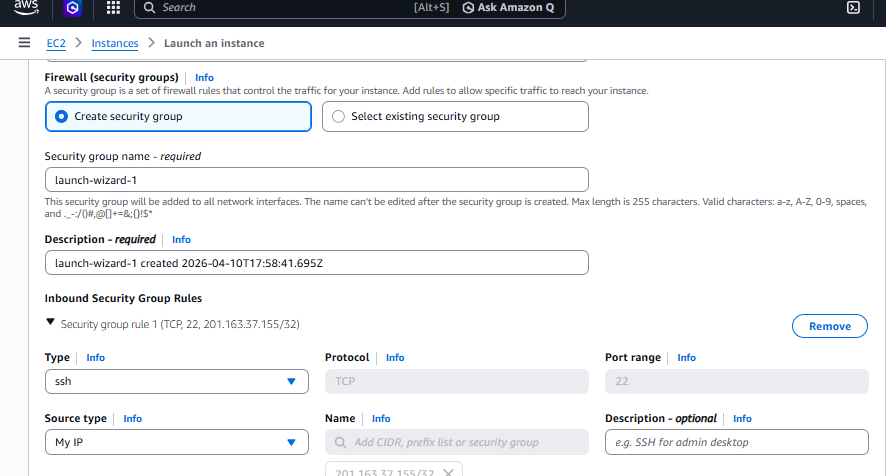 aws
Search [Alt+S] Ask Amazon Q
EC2 > Instances > Launch an instance
Firewall (security groups) Info
A security group is a set of firewall rules that control the traffic for your instance. Add rules to allow specific traffic to reach your instance.
Create security group
Select existing security group
Security group name - required
launch-wizard-1
This security group will be added to all network interfaces. The name can't be edited after the security group is created. Max length is 255 characters. Valid characters: a-z, A-Z, 0-9, spaces,
and ._-:/()#,@[]+=&;{}!$*
Description - required Info
launch-wizard-1 created 2026-04-10T17:58:41.695Z
Inbound Security Group Rules
Security group rule 1 (TCP, 22, 201.163.37.155/32)
Remove
Type Info
Protocol Info
Port range Info
ssh
TCP
22
Source type Info
Name Info
Description - optional Info
My IP
Add CIDR, prefix list or security group
e.g. SSH for admin desktop
201.163.37.155/32